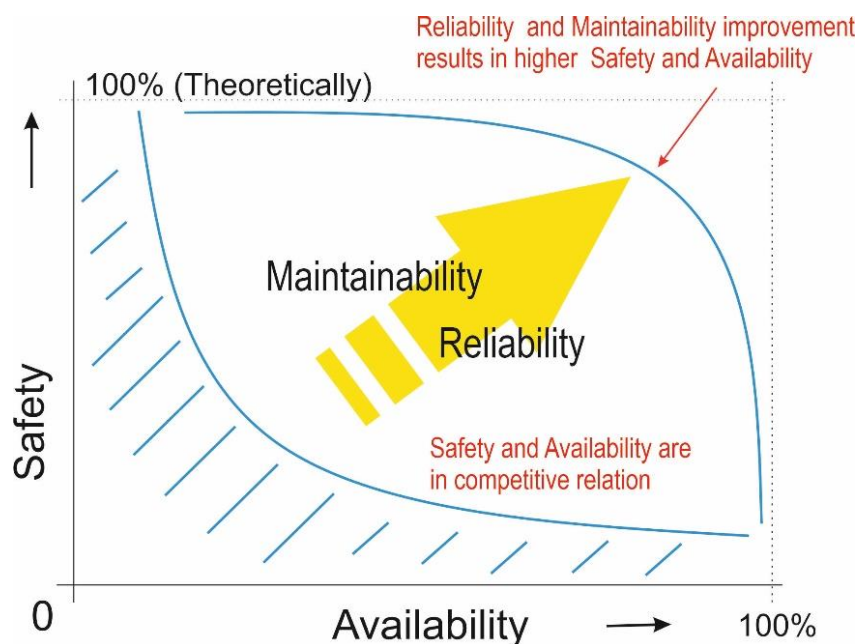 Reliability and Maintainability improvement
results in higher Safety and Availability
100% (Theoretically)
Maintainability
Reliability
Safety
Safety and Availability are
in competitive relation
0
Availability
100%